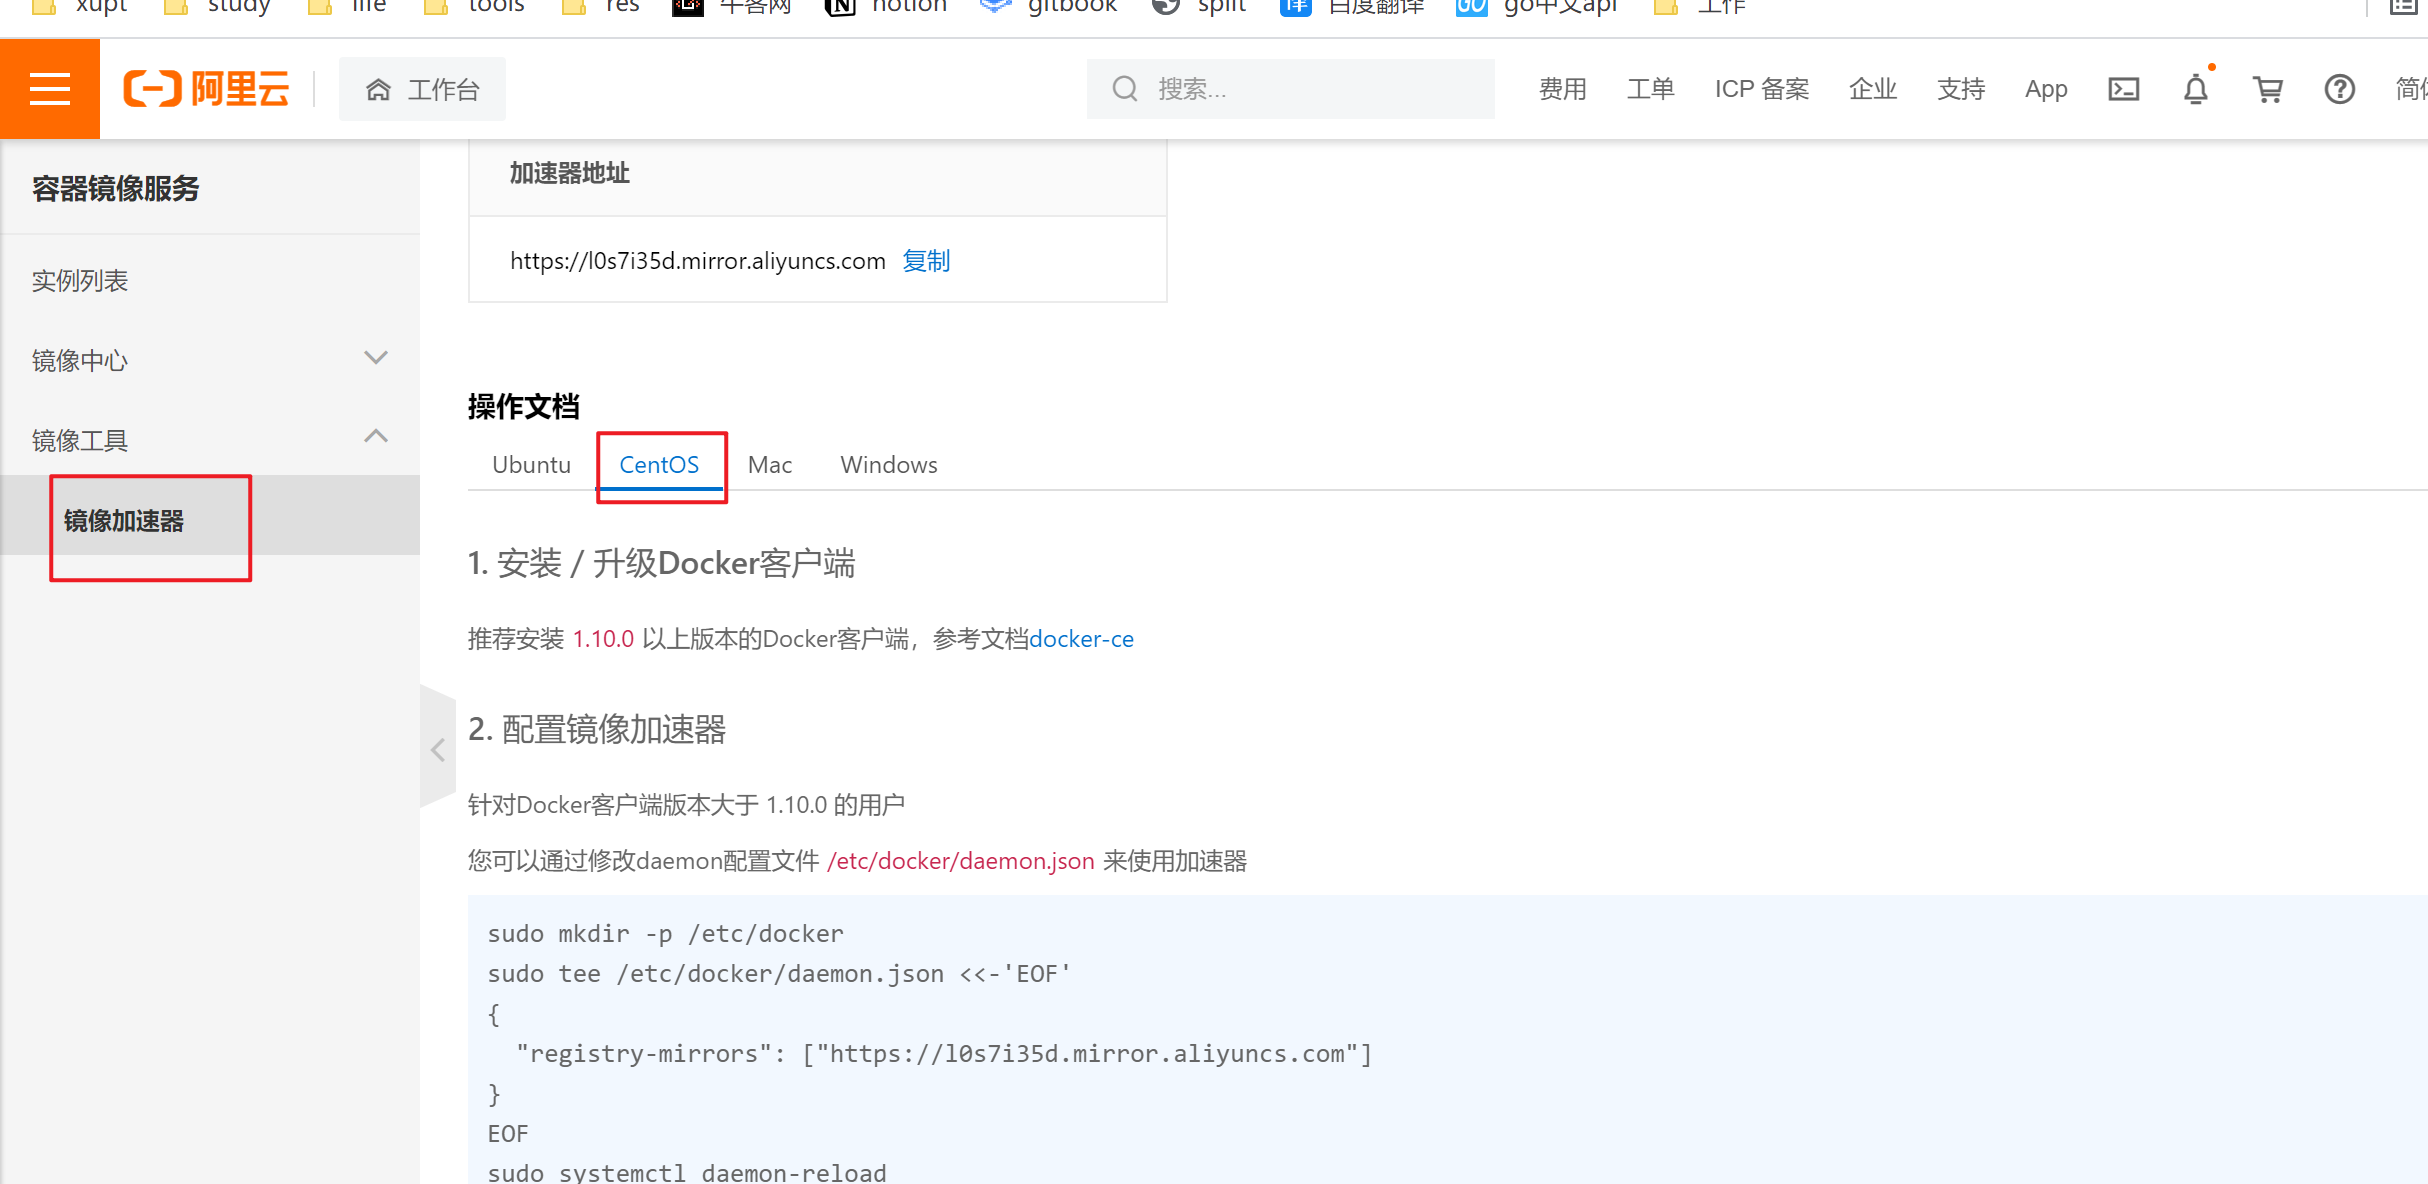 xupt study life tools res 牛客网 notion gitbook split 百度翻译 go中文api 工作
阿里云 工作台 搜索... 费用 工单 ICP 备案 企业 支持 App
容器镜像服务
实例列表
镜像中心
镜像工具
镜像加速器
加速器地址
https://l0s7i35d.mirror.aliyuncs.com 复制
操作文档
Ubuntu CentOS Mac Windows
1. 安装 / 升级Docker客户端
推荐安装 1.10.0 以上版本的Docker客户端，参考文档docker-ce
2. 配置镜像加速器
针对Docker客户端版本大于 1.10.0 的用户
您可以通过修改daemon配置文件 /etc/docker/daemon.json 来使用加速器
sudo mkdir -p /etc/docker
sudo tee /etc/docker/daemon.json <<-'EOF'
{
  "registry-mirrors": ["https://l0s7i35d.mirror.aliyuncs.com"]
}
EOF
sudo systemctl daemon-reload